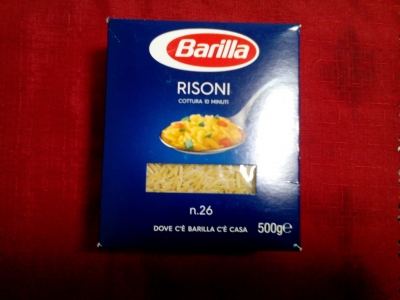 Barilla
RISONI
COTTURA 10 MINUTI
n.26
DOVE C'È BARILLA C'È CASA
500g℮